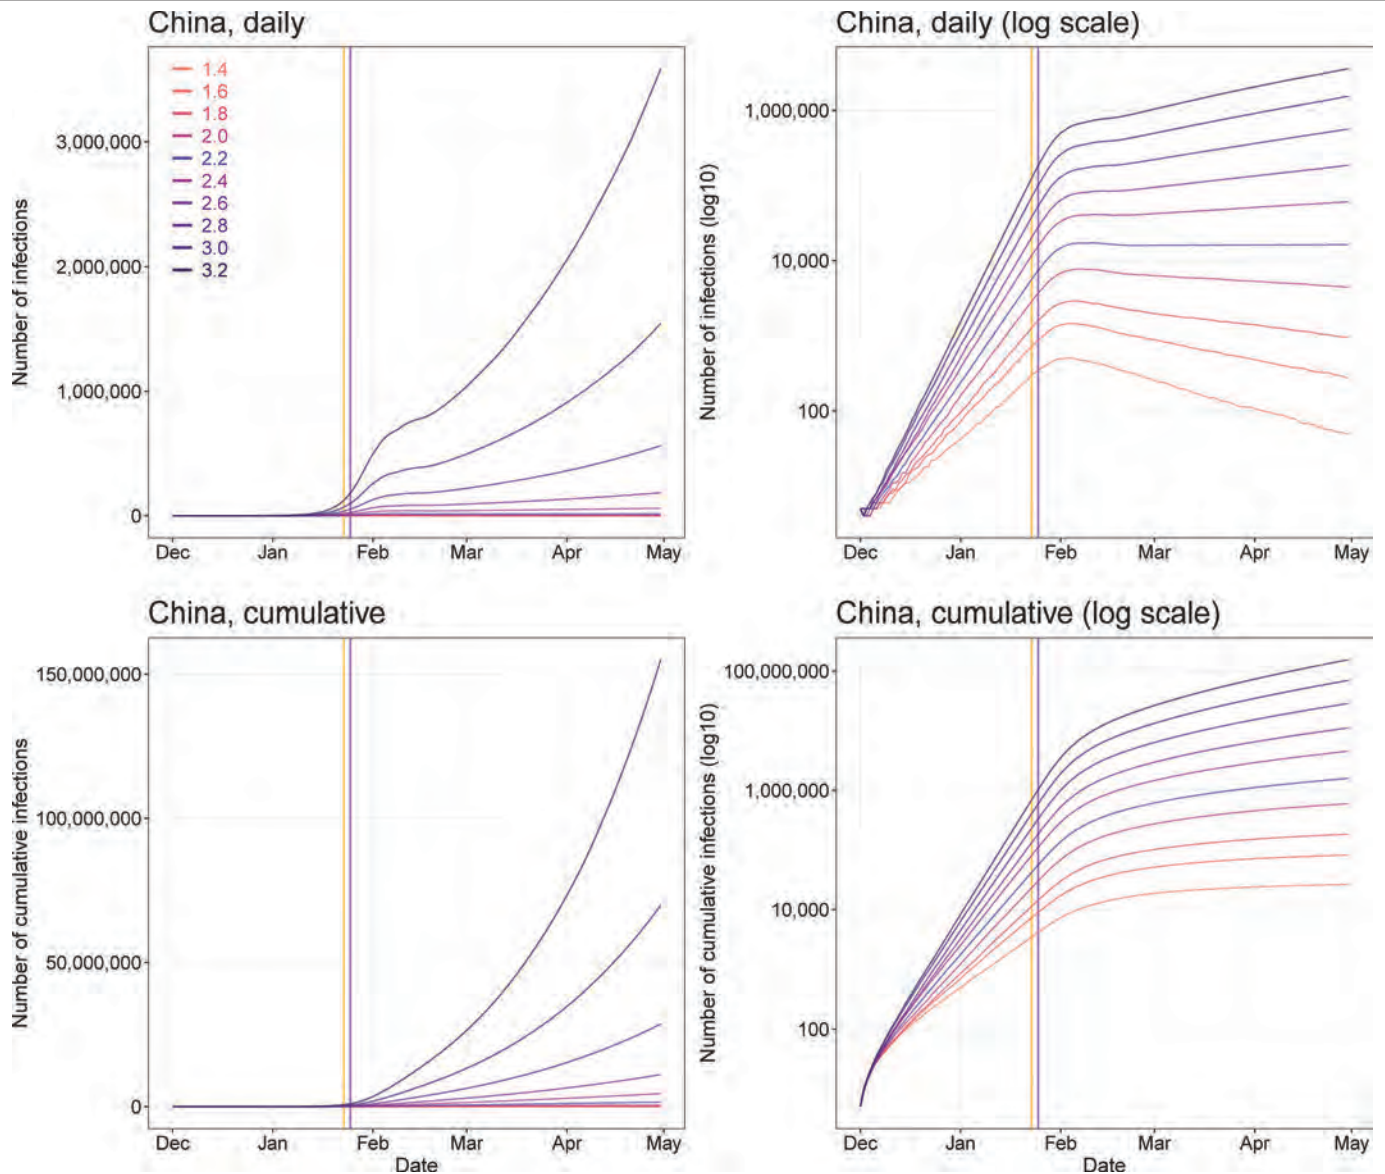 China, daily
Number of infections
3,000,000
2,000,000
1,000,000
0
1.4
1.6
1.8
2.0
2.2
2.4
2.6
2.8
3.0
3.2
Dec Jan Feb Mar Apr May
China, daily (log scale)
Number of infections (log10)
1,000,000
10,000
100
Dec Jan Feb Mar Apr May
China, cumulative
Number of cumulative infections
150,000,000
100,000,000
50,000,000
0
Dec Jan Feb Mar Apr May
Date
China, cumulative (log scale)
Number of cumulative infections (log10)
100,000,000
1,000,000
10,000
100
Dec Jan Feb Mar Apr May
Date